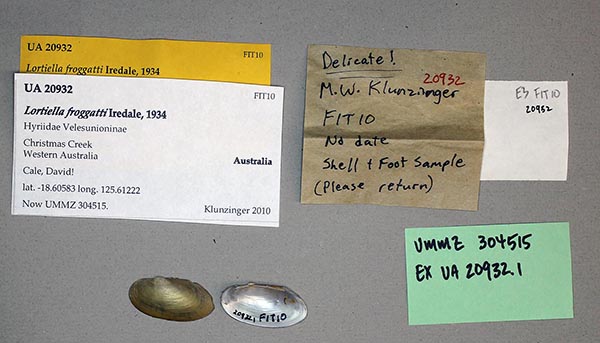 UA 20932
FIT10
Lortiella froggatti Iredale, 1934
UA 20932
FIT10
Lortiella froggatti Iredale, 1934
Hyriidae Velesunioninae
Christmas Creek
Western Australia
Australia
Cale, David!
lat. -18.60583 long. 125.61222
Now UMMZ 304515.
Klunzinger 2010
Delicate!
20932
M.W. Klunzinger
FIT10
No date
Shell + Foot Sample
(Please return)
E3 FIT10
20932
UMMZ 304515
EX UA 20932.1
20932.1 FIT10